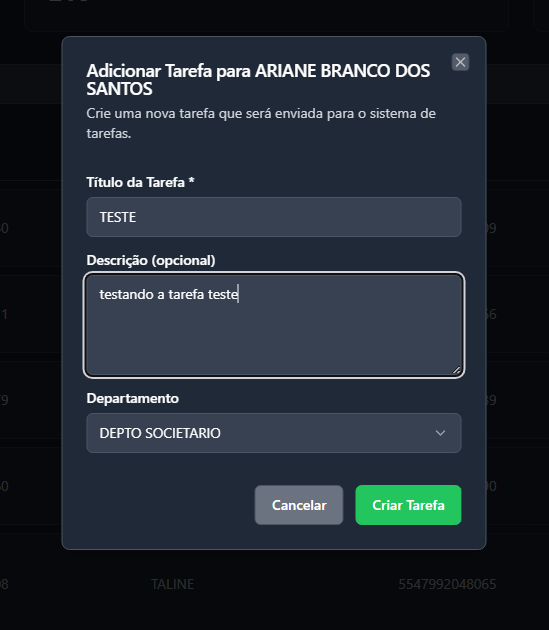 Adicionar Tarefa para ARIANE BRANCO DOS
SANTOS
Crie uma nova tarefa que será enviada para o sistema de
tarefas.
Título da Tarefa *
TESTE
Descrição (opcional)
testando a tarefa teste
Departamento
DEPTO SOCIETARIO
Cancelar
Criar Tarefa
TALINE
5547992048065